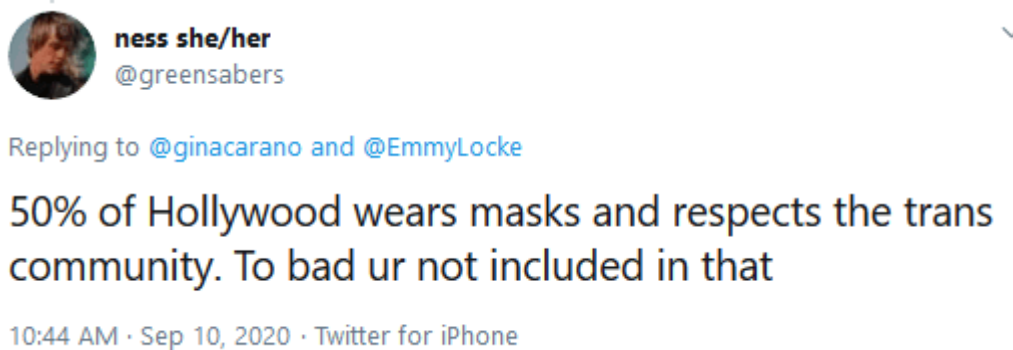 ness she/her
@greensabers
Replying to @ginacarano and @EmmyLocke
50% of Hollywood wears masks and respects the trans
community. To bad ur not included in that
10:44 AM · Sep 10, 2020 · Twitter for iPhone